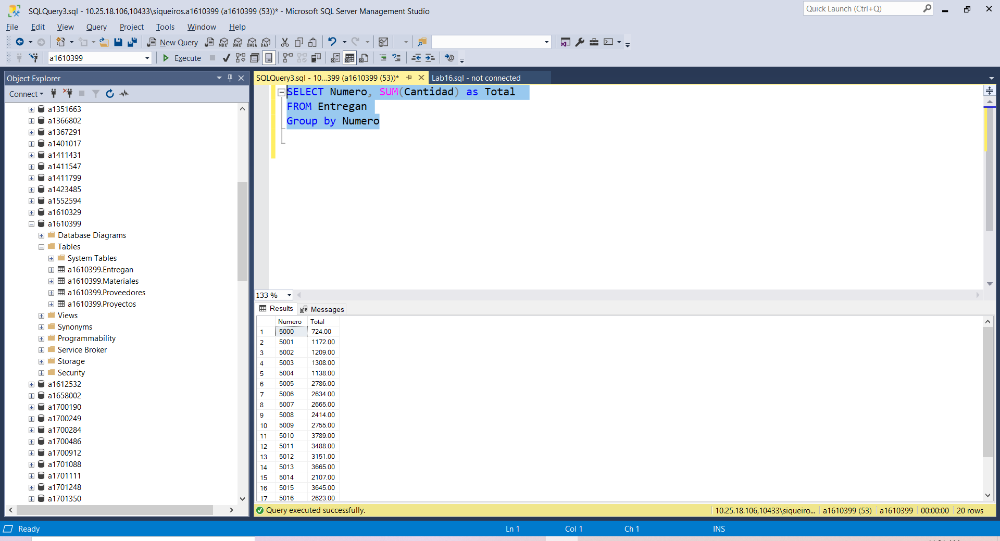 SQLQuery3.sql - 10.25.18.106,10433\siqueiros.a1610399 (a1610399 (53))* - Microsoft SQL Server Management Studio
Quick Launch (Ctrl+Q)
File Edit View Query Project Tools Window Help
New Query MDX DMX XMLA DAX
a1610399 Execute
Object Explorer
Connect
a1351663
a1366802
a1367291
a1401017
a1411431
a1411547
a1411799
a1423485
a1552594
a1610329
a1610399
Database Diagrams
Tables
System Tables
a1610399.Entregan
a1610399.Materiales
a1610399.Proveedores
a1610399.Proyectos
Views
Synonyms
Programmability
Service Broker
Storage
Security
a1612532
a1658002
a1700190
a1700249
a1700284
a1700486
a1700912
a1701088
a1701111
a1701248
a1701350
SQLQuery3.sql - 10...399 (a1610399 (53))* Lab16.sql - not connected
SELECT Numero, SUM(Cantidad) as Total
FROM Entregan
Group by Numero
133 %
Results Messages
Numero Total
1 5000 724.00
2 5001 1172.00
3 5002 1209.00
4 5003 1308.00
5 5004 1138.00
6 5005 2786.00
7 5006 2634.00
8 5007 2665.00
9 5008 2414.00
10 5009 2755.00
11 5010 3789.00
12 5011 3488.00
13 5012 3151.00
14 5013 3665.00
15 5014 2107.00
16 5015 3645.00
17 5016 2623.00
Query executed successfully. 10.25.18.106,10433\siqueiro... a1610399 (53) a1610399 00:00:00 20 rows
Ready Ln 1 Col 1 Ch 1 INS